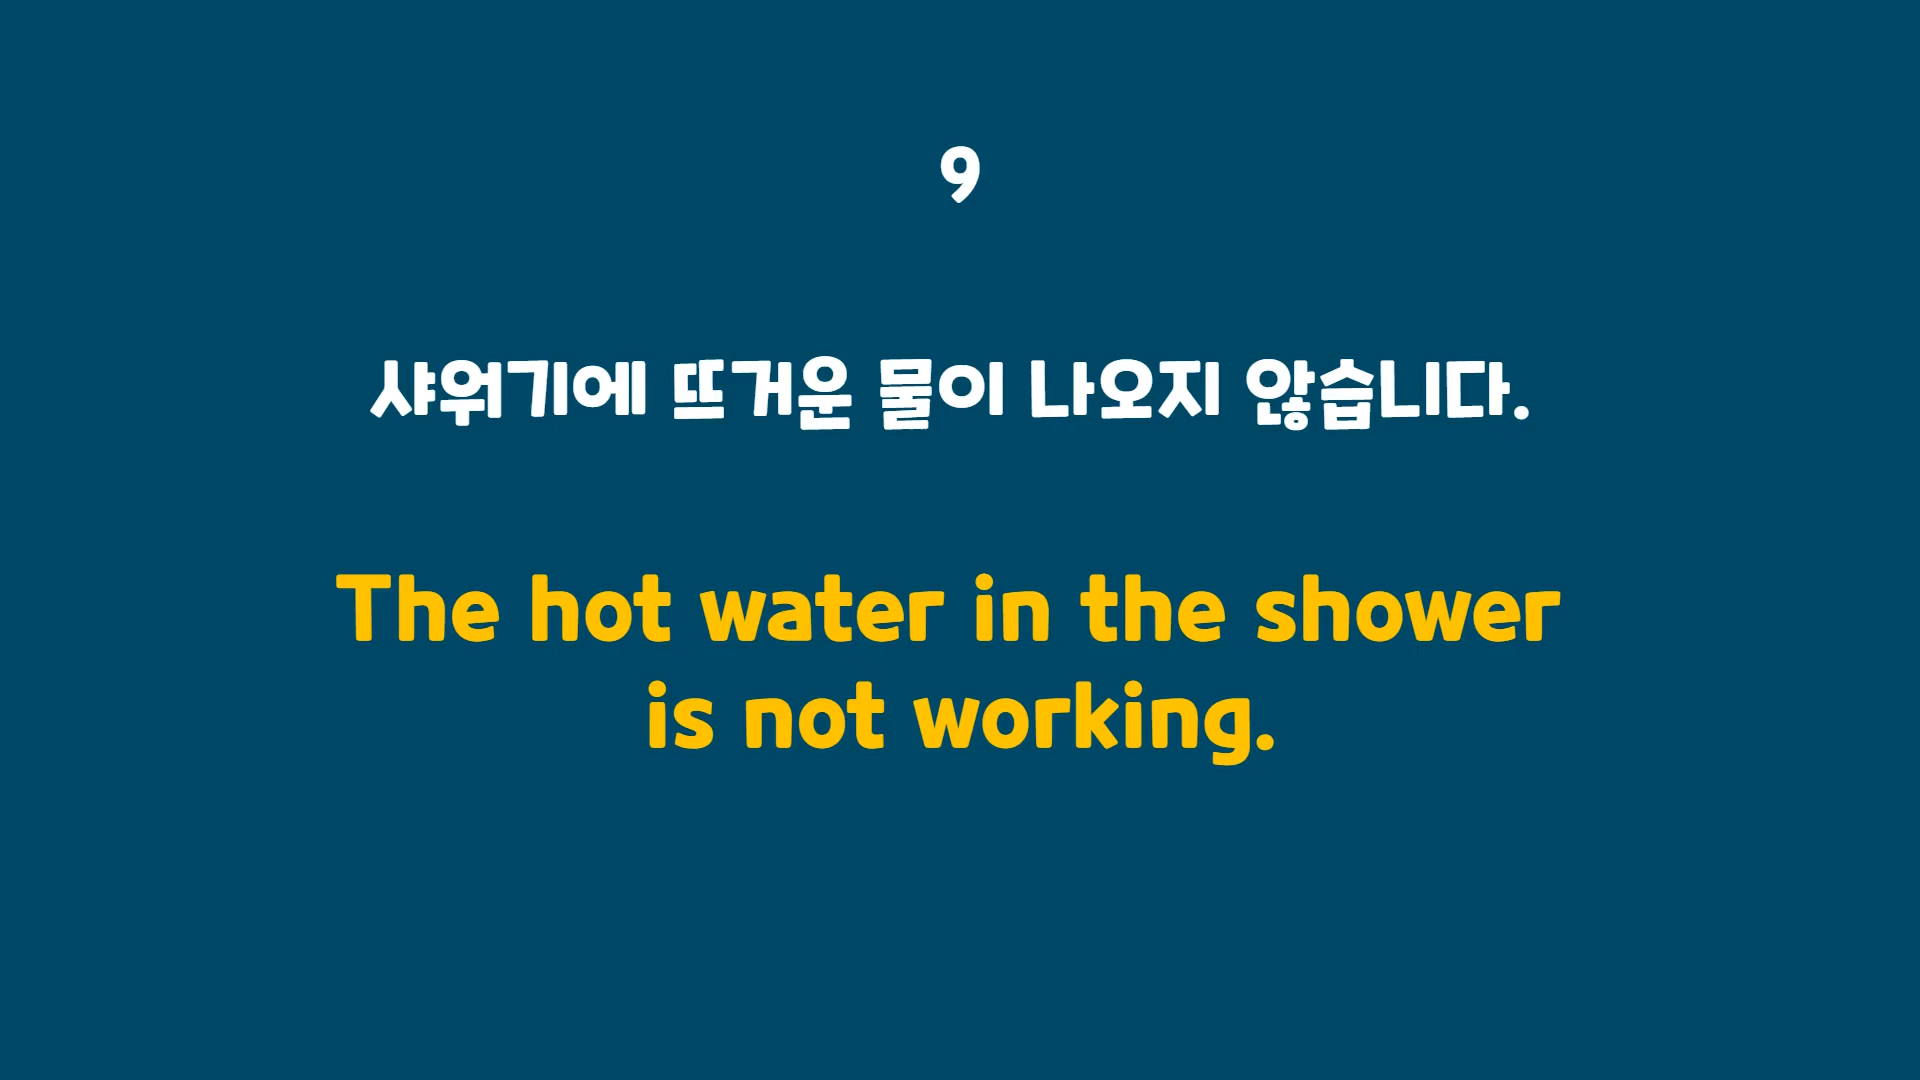 9
샤워기에 뜨거운 물이 나오지 않습니다.
The hot water in the shower
is not working.